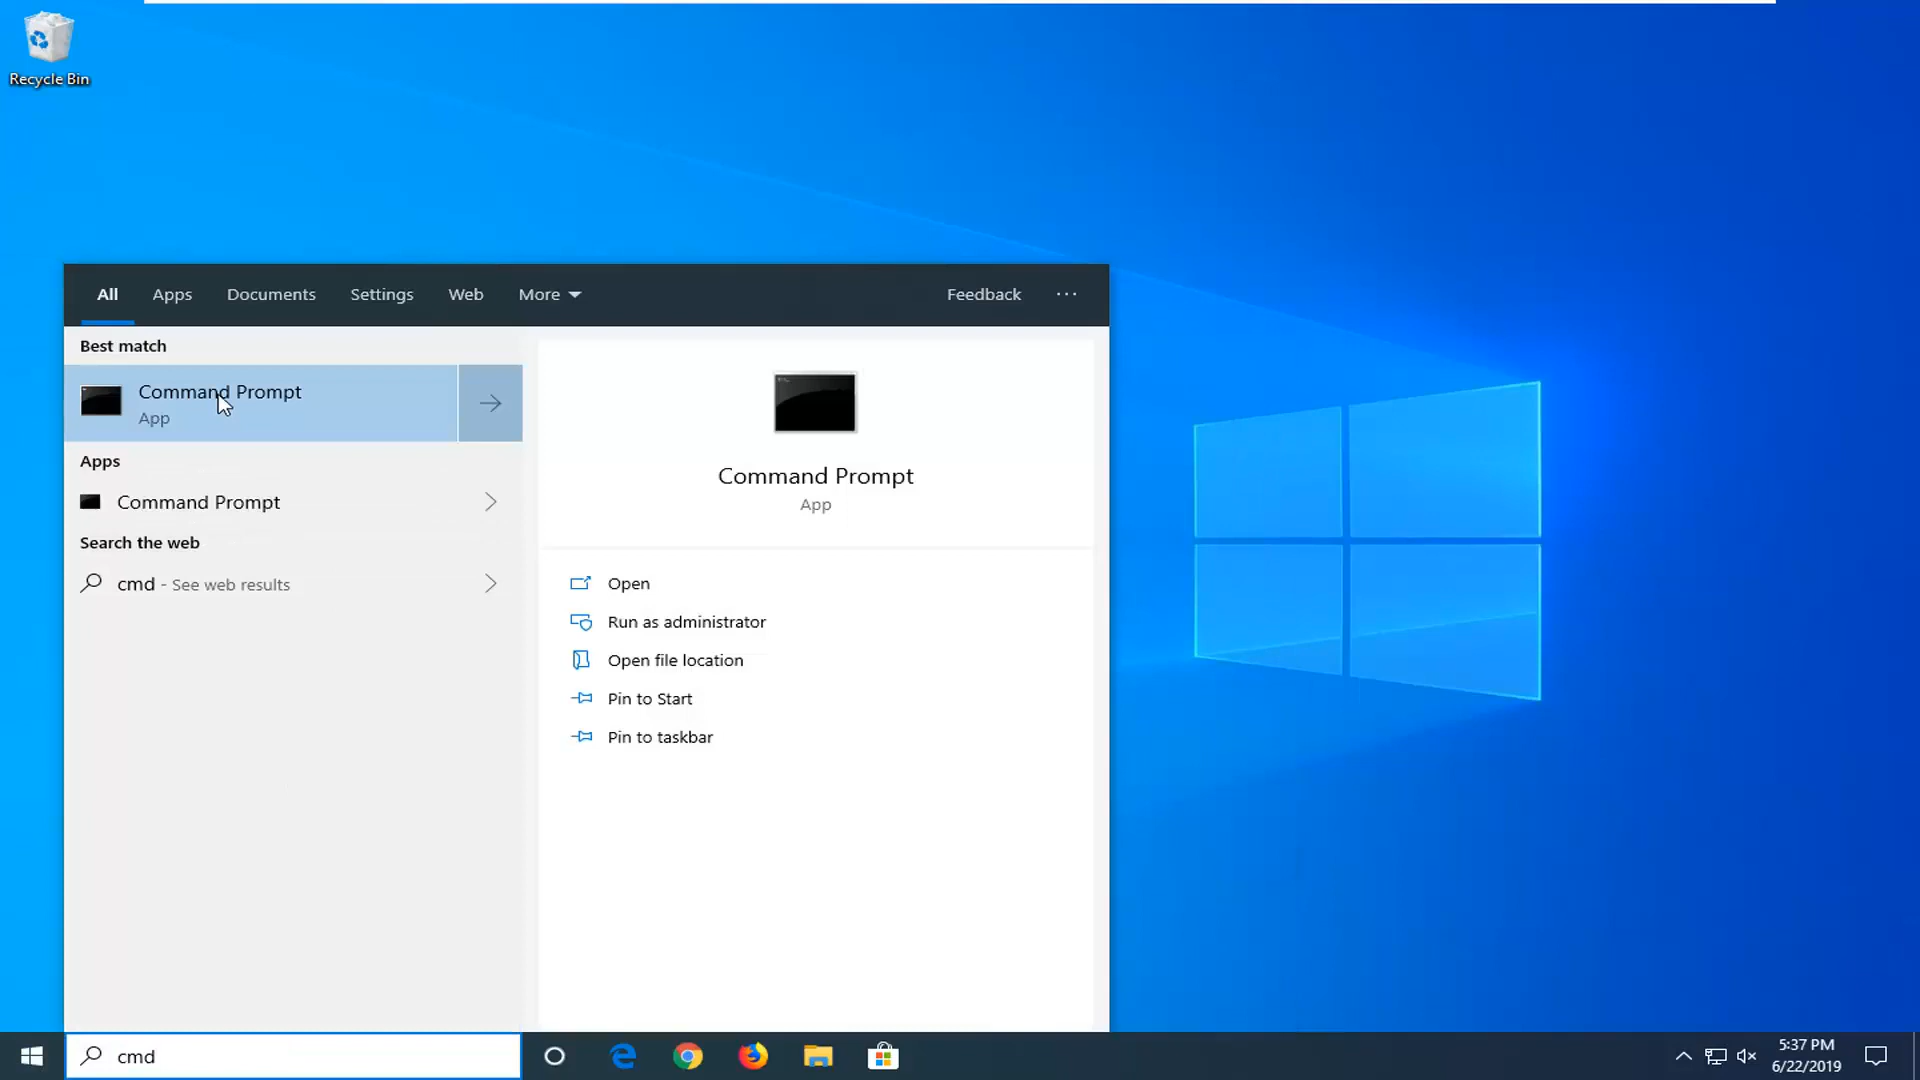 Recycle Bin
All Apps Documents Settings Web More Feedback ...
Best match
Command Prompt
App
Apps
Command Prompt
Search the web
cmd - See web results
Command Prompt
App
Open
Run as administrator
Open file location
Pin to Start
Pin to taskbar
cmd
5:37 PM
6/22/2019